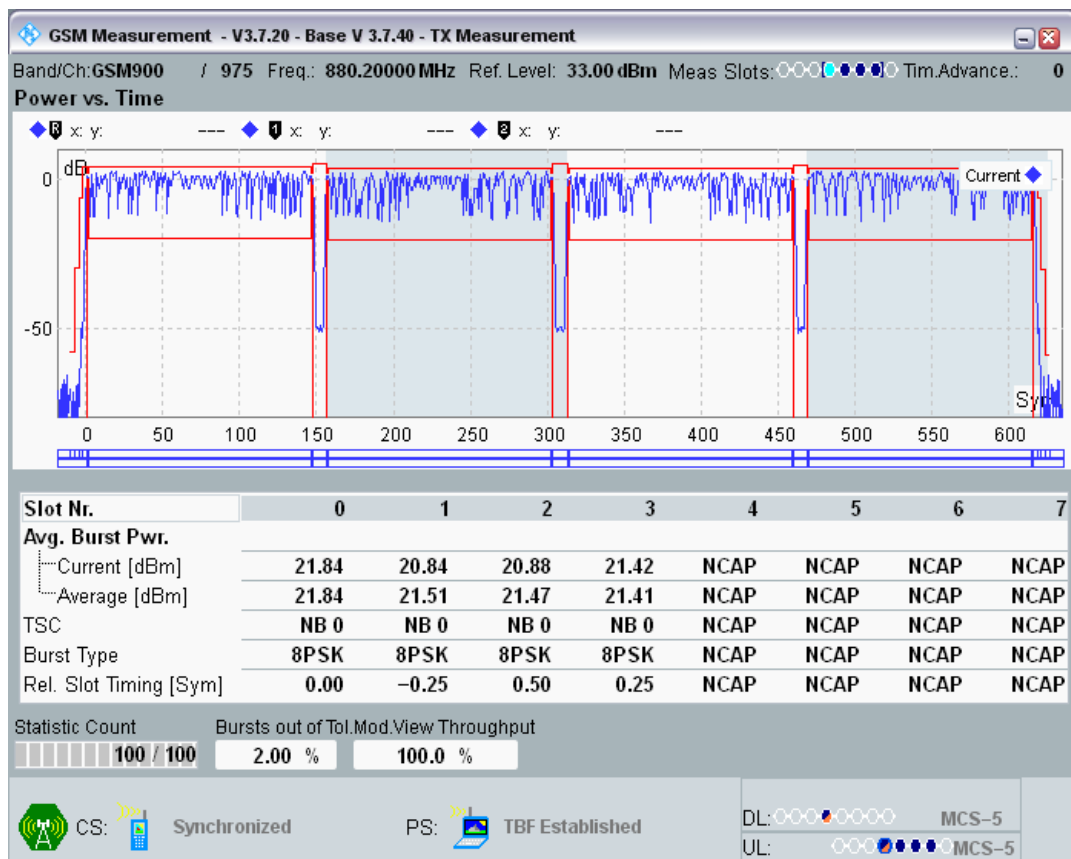 GSM Measurement - V3.7.20 - Base V 3.7.40 - TX Measurement
Band/Ch:GSM900 / 975 Freq.: 880.20000 MHz Ref. Level: 33.00 dBm Meas Slots: Tim.Advance.: 0
Power vs. Time
R x: y: --- 1 x: y: --- 2 x: y: ---
dB
Current
0
-50
Sym
0 50 100 150 200 250 300 350 400 450 500 550 600
Slot Nr. 0 1 2 3 4 5 6 7
Avg. Burst Pwr.
Current [dBm] 21.84 20.84 20.88 21.42 NCAP NCAP NCAP NCAP
Average [dBm] 21.84 21.51 21.47 21.41 NCAP NCAP NCAP NCAP
TSC NB 0 NB 0 NB 0 NB 0 NCAP NCAP NCAP NCAP
Burst Type 8PSK 8PSK 8PSK 8PSK NCAP NCAP NCAP NCAP
Rel. Slot Timing [Sym] 0.00 −0.25 0.50 0.25 NCAP NCAP NCAP NCAP
Statistic Count Bursts out of Tol.Mod.View Throughput
100 / 100 2.00 % 100.0 %
CS: Synchronized PS: TBF Established
DL: MCS−5
UL: MCS−5